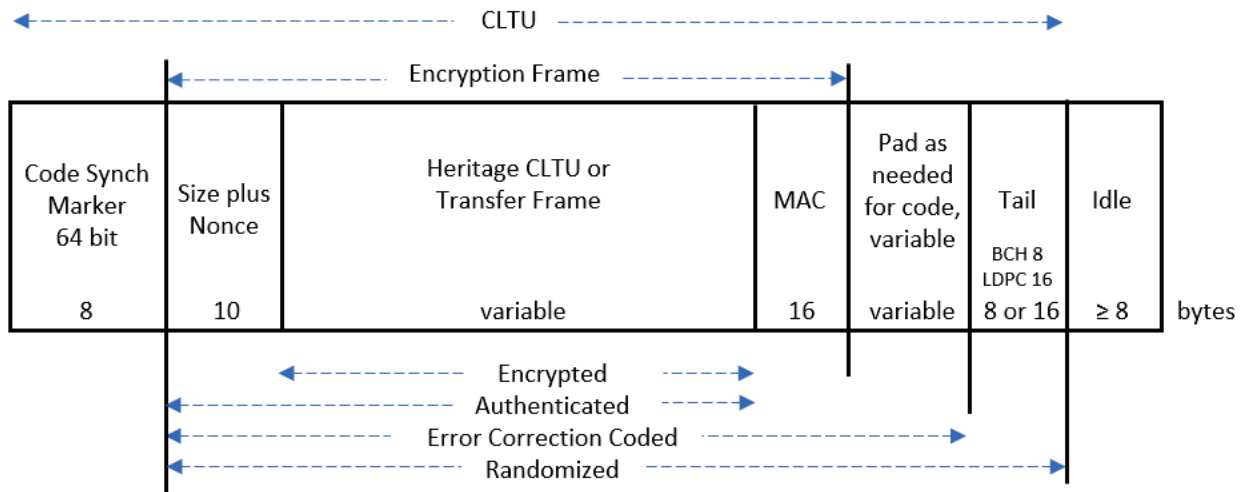 CLTU
Encryption Frame
Code Synch
Marker
64 bit
8
Size plus
Nonce
10
Heritage CLTU or
Transfer Frame
variable
MAC
16
Pad as
needed
for code,
variable
variable
Tail
BCH 8
LDPC 16
8 or 16
Idle
≥ 8
bytes
Encrypted
Authenticated
Error Correction Coded
Randomized